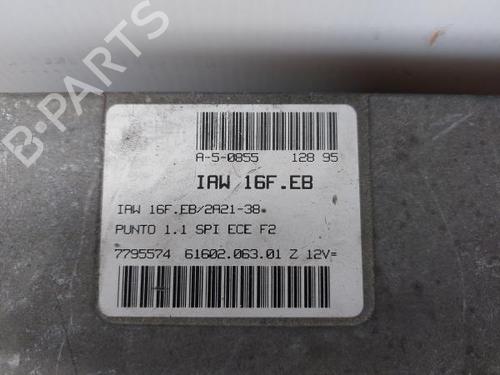 B-PARTS
A-5-0855 128 95
IAW 16F.EB
IAW 16F.EB/2A21-38*
PUNTO 1.1 SPI ECE F2
7795574 61602.063.01 Z 12V=